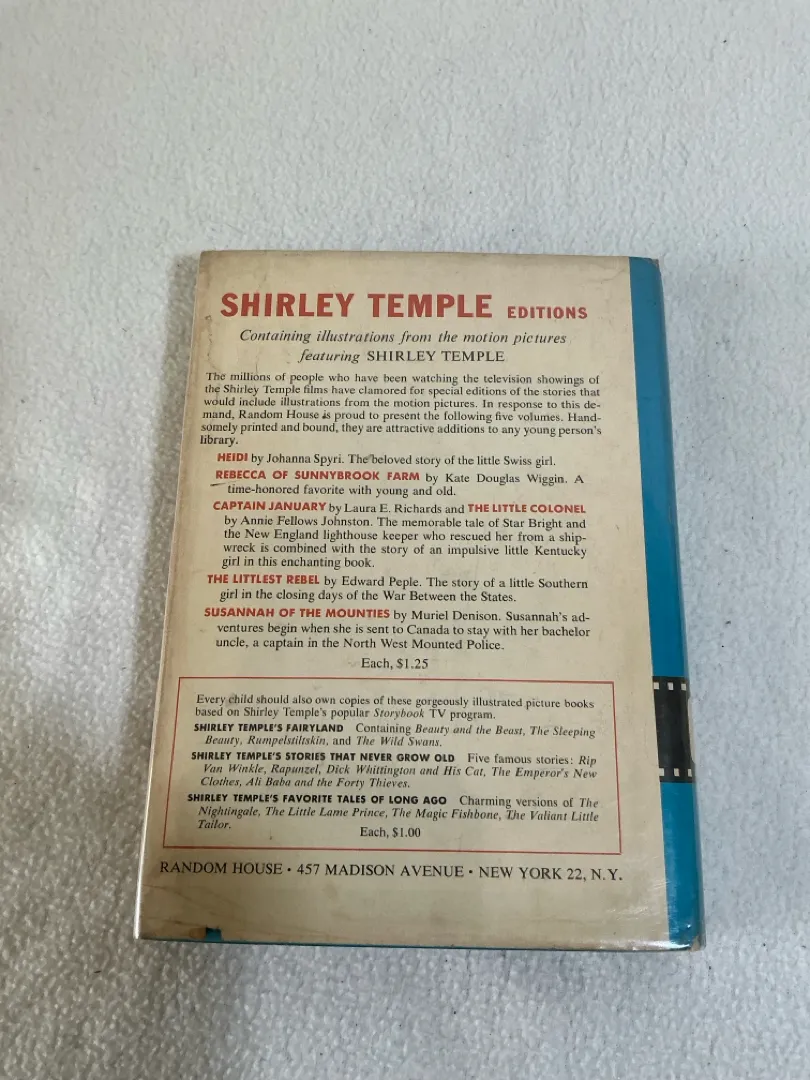 SHIRLEY TEMPLE EDITIONS
Containing illustrations from the motion pictures
featuring SHIRLEY TEMPLE
The millions of people who have been watching the television showings of
the Shirley Temple films have clamored for special editions of the stories that
would include illustrations from the motion pictures. In response to this de-
mand, Random House is proud to present the following five volumes. Hand-
somely printed and bound, they are attractive additions to any young person's
library.
HEIDI by Johanna Spyri. The beloved story of the little Swiss girl.
REBECCA OF SUNNYBROOK FARM by Kate Douglas Wiggin. A
time-honored favorite with young and old.
CAPTAIN JANUARY by Laura E. Richards and THE LITTLE COLONEL
by Annie Fellows Johnston. The memorable tale of Star Bright and
the New England lighthouse keeper who rescued her from a ship-
wreck is combined with the story of an impulsive little Kentucky
girl in this enchanting book.
THE LITTLEST REBEL by Edward Peple. The story of a little Southern
girl in the closing days of the War Between the States.
SUSANNAH OF THE MOUNTIES by Muriel Denison. Susannah's ad-
ventures begin when she is sent to Canada to stay with her bachelor
uncle, a captain in the North West Mounted Police.
Each, $1.25
Every child should also own copies of these gorgeously illustrated picture books
based on Shirley Temple's popular Storybook TV program.
SHIRLEY TEMPLE'S FAIRYLAND Containing Beauty and the Beast, The Sleeping
Beauty, Rumpelstiltskin, and The Wild Swans.
SHIRLEY TEMPLE'S STORIES THAT NEVER GROW OLD Five famous stories: Rip
Van Winkle, Rapunzel, Dick Whittington and His Cat, The Emperor's New
Clothes, Ali Baba and the Forty Thieves.
SHIRLEY TEMPLE'S FAVORITE TALES OF LONG AGO Charming versions of The
Nightingale, The Little Lame Prince, The Magic Fishbone, The Valiant Little
Tailor.
Each, $1.00
RANDOM HOUSE • 457 MADISON AVENUE • NEW YORK 22, N.Y.